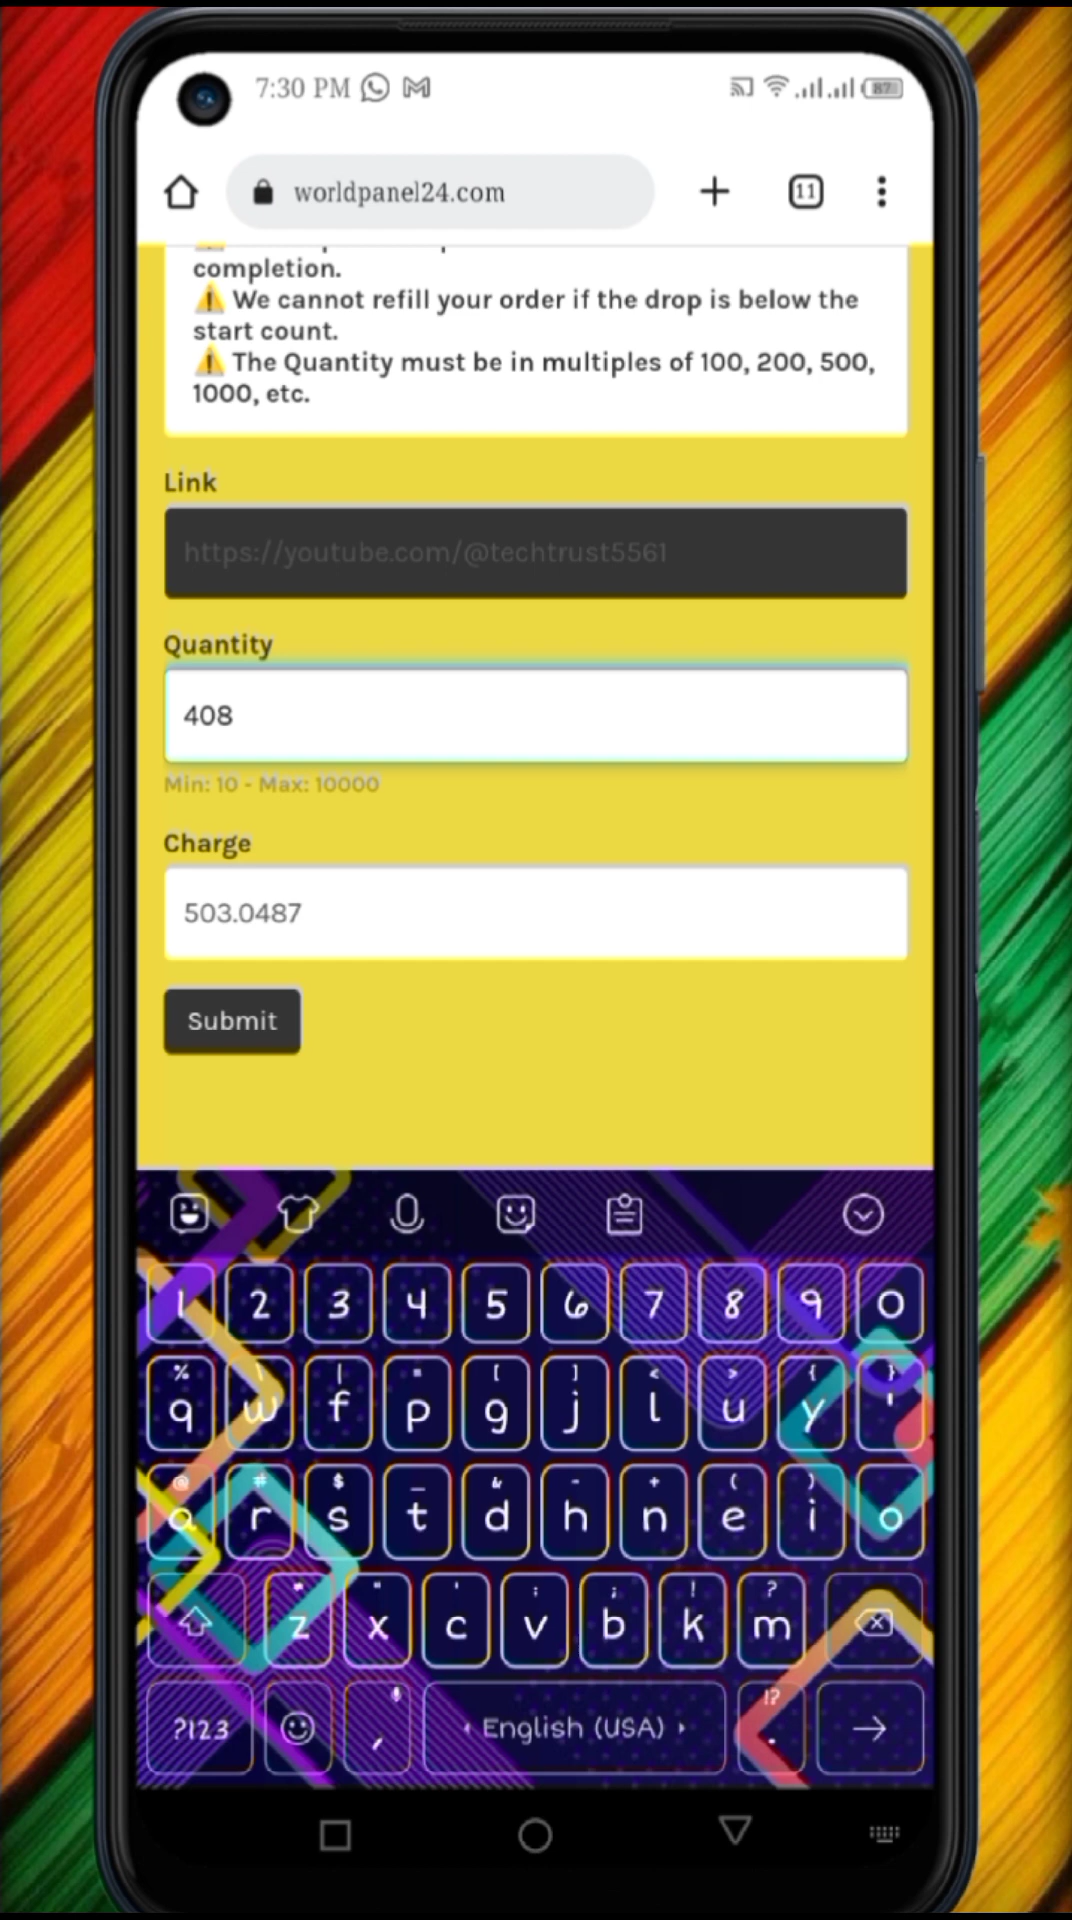 7:30 PM
87
worldpanel24.com
11
completion.
⚠️ We cannot refill your order if the drop is below the
start count.
⚠️ The Quantity must be in multiples of 100, 200, 500,
1000, etc.
Link
https://youtube.com/@techtrust5561
Quantity
408
Min: 10 - Max: 10000
Charge
503.0487
Submit
1 2 3 4 5 6 7 8 9 0
% \ | = [ ] < > { }
q w f p g j l u y '
@ # $ _ & - + ( )
a r s t d h n e i o
* " ' : ; ! ?
z x c v b k m
!?
?123 , English (USA) .